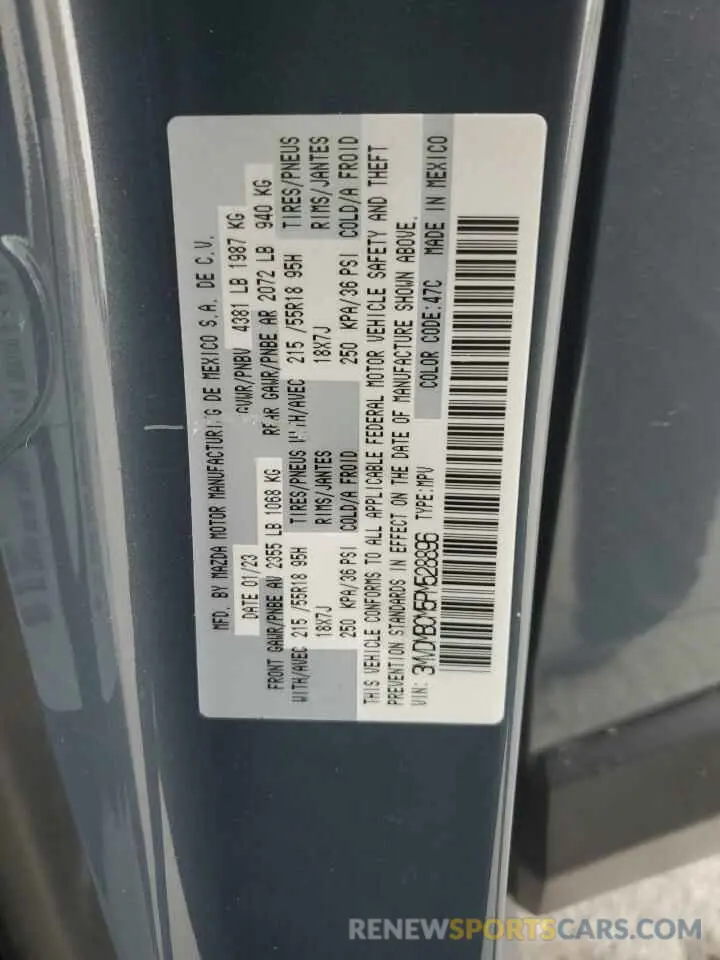 MFD. BY MAZDA MOTOR MANUFACTURING DE MEXICO S.A. DE C.V.
DATE 01/23 GVWR/PNBV 4381 LB 1987 KG
FRONT GAWR/PNBE AV 2355 LB 1068 KG REAR GAWR/PNBE AR 2072 LB 940 KG
WITH/AVEC 215 /55R18 95H TIRES/PNEUS WITH/AVEC 215 /55R18 95H TIRES/PNEUS
18X7J RIMS/JANTES 18X7J RIMS/JANTES
250 KPA/36 PSI COLD/A FROID 250 KPA/36 PSI COLD/A FROID
THIS VEHICLE CONFORMS TO ALL APPLICABLE FEDERAL MOTOR VEHICLE SAFETY AND THEFT
PREVENTION STANDARDS IN EFFECT ON THE DATE OF MANUFACTURE SHOWN ABOVE.
VIN: 3MVDMBCM5PM528896 TYPE:MPV COLOR CODE:47C MADE IN MEXICO
RENEWSPORTSCARS.COM